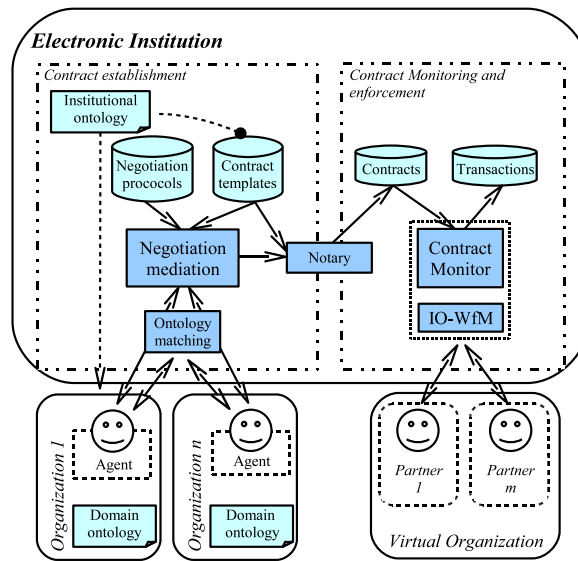 Electronic Institution
Contract establishment
Contract Monitoring and
enforcement
Institutional
ontology
Negotiation
prococols
Contract
templates
Contracts
Transactions
Negotiation
mediation
Notary
Contract
Monitor
Ontology
matching
IO-WfM
Organization 1
Agent
Domain
ontology
Organization n
Agent
Domain
ontology
Partner
1
Partner
m
Virtual Organization